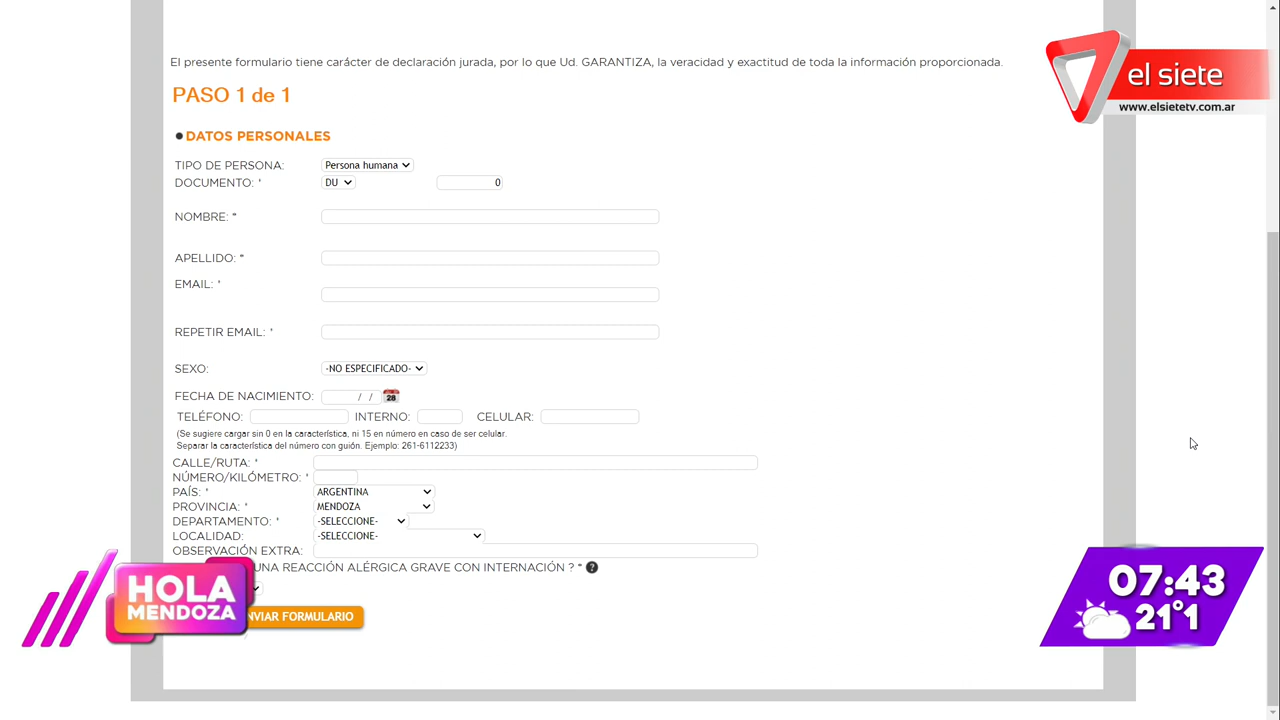 El presente formulario tiene carácter de declaración jurada, por lo que Ud. GARANTIZA, la veracidad y exactitud de toda la información proporcionada.
el siete
www.elsietetv.com.ar
PASO 1 de 1
DATOS PERSONALES
TIPO DE PERSONA: Persona humana
DOCUMENTO: * DU 0
NOMBRE: *
APELLIDO: *
EMAIL: *
REPETIR EMAIL: *
SEXO: -NO ESPECIFICADO-
FECHA DE NACIMIENTO: / / 28
TELÉFONO: INTERNO: CELULAR:
(Se sugiere cargar sin 0 en la característica, ni 15 en número en caso de ser celular.
Separar la característica del número con guión. Ejemplo: 261-6112233)
CALLE/RUTA: *
NÚMERO/KILÓMETRO: *
PAÍS: * ARGENTINA
PROVINCIA: * MENDOZA
DEPARTAMENTO: * -SELECCIONE-
LOCALIDAD: -SELECCIONE-
OBSERVACIÓN EXTRA:
UNA REACCIÓN ALÉRGICA GRAVE CON INTERNACIÓN ? * ?
NVIAR FORMULARIO
HOLA
MENDOZA
07:43
21°1